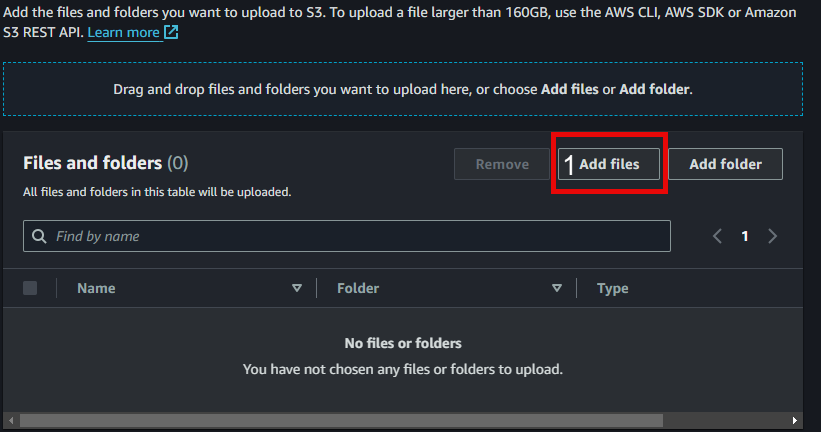 Add the files and folders you want to upload to S3. To upload a file larger than 160GB, use the AWS CLI, AWS SDK or Amazon
S3 REST API. Learn more
Drag and drop files and folders you want to upload here, or choose Add files or Add folder.
Files and folders (0)
Remove
1 Add files
Add folder
All files and folders in this table will be uploaded.
Find by name
1
Name
Folder
Type
No files or folders
You have not chosen any files or folders to upload.